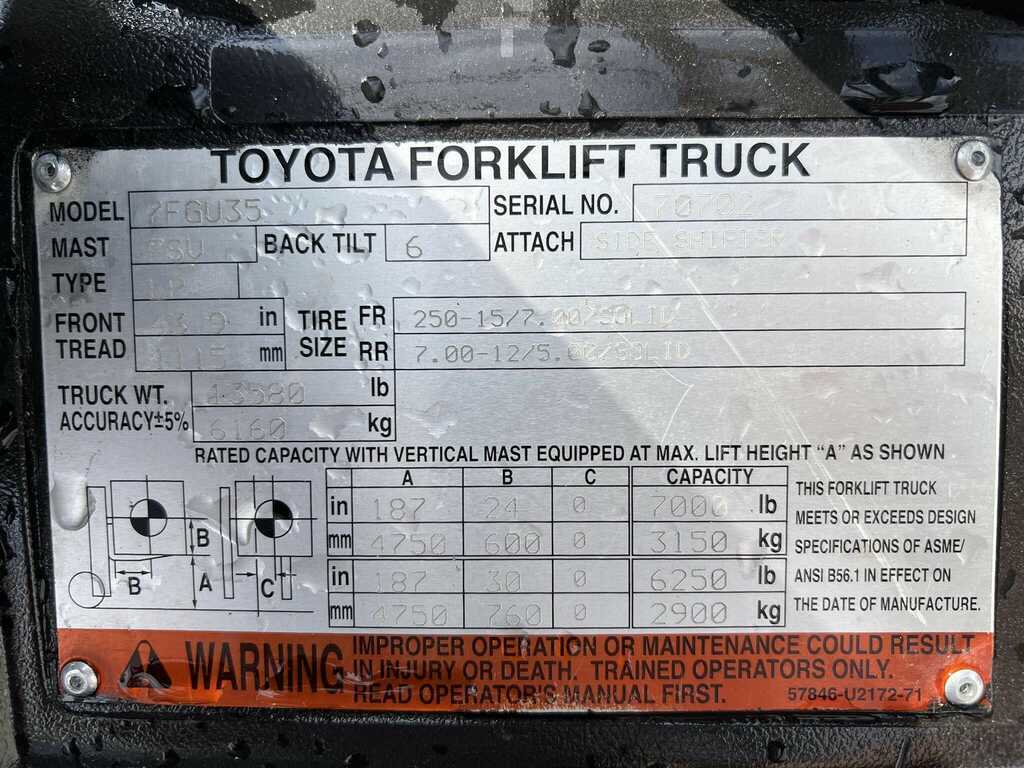 TOYOTA FORKLIFT TRUCK
MODEL 7FGU35 SERIAL NO. 70702
MAST FSV BACK TILT 6 ATTACH SIDE SHIFTER
TYPE LP
FRONT TREAD 43.9 in TIRE SIZE FR 250-15/7.00/SOLID
1115 mm RR 7.00-12/5.00/SOLID
TRUCK WT. 13580 lb
ACCURACY±5% 6160 kg
RATED CAPACITY WITH VERTICAL MAST EQUIPPED AT MAX. LIFT HEIGHT "A" AS SHOWN
A B C CAPACITY
in 187 24 0 7000 lb
mm 4750 600 0 3150 kg
in 187 30 0 6250 lb
mm 4750 760 0 2900 kg
B
B A C
THIS FORKLIFT TRUCK
MEETS OR EXCEEDS DESIGN
SPECIFICATIONS OF ASME/
ANSI B56.1 IN EFFECT ON
THE DATE OF MANUFACTURE.
WARNING
IMPROPER OPERATION OR MAINTENANCE COULD RESULT
IN INJURY OR DEATH. TRAINED OPERATORS ONLY.
READ OPERATOR'S MANUAL FIRST. 57846-U2172-71